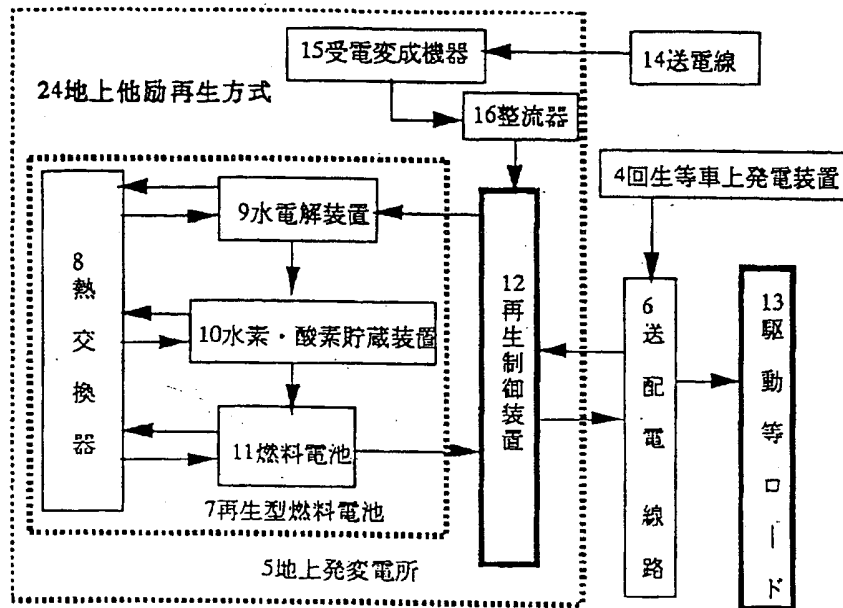 15受電変成機器
14送電線
24地上他励再生方式
16整流器
4回生等車上発電装置
9水電解装置
8熱交換器
10水素・酸素貯蔵装置
12再生制御装置
6送配電線路
13駆動等ロード
11燃料電池
7再生型燃料電池
5地上発変電所